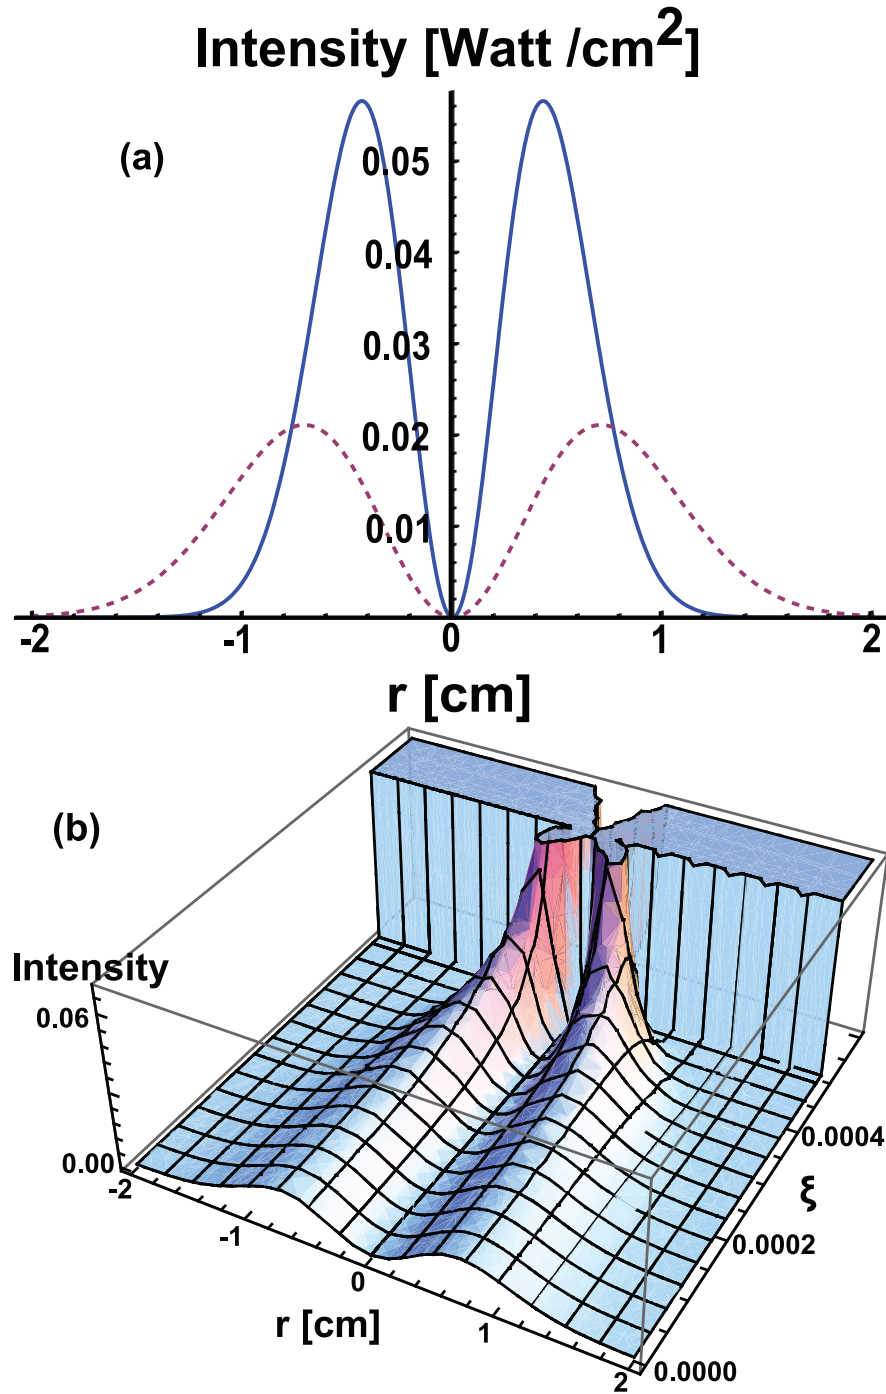 Intensity [Watt /cm²]
(a)
0.05
0.04
0.03
0.02
0.01
-2 -1 0 1 2
r [cm]
(b)
Intensity
0.06
0.00
-2
-1
0
1
2
r [cm]
0.0004
ξ
0.0002
0.0000